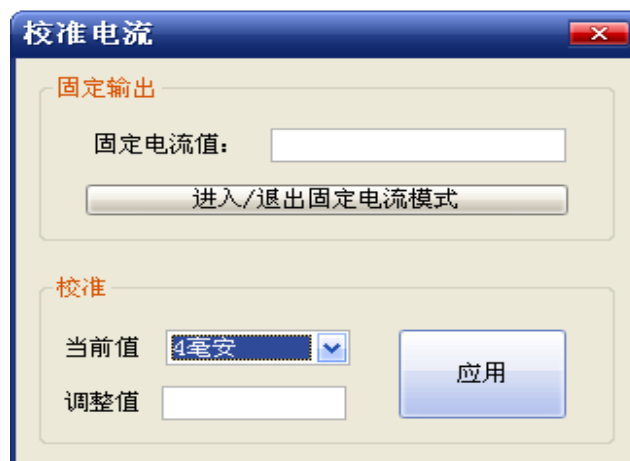 校准电流
固定输出
固定电流值：
进入/退出固定电流模式
校准
当前值 4毫安
调整值
应用